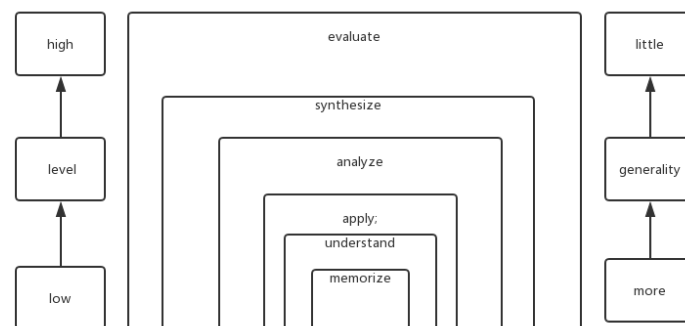 high
evaluate
little
synthesize
level
analyze
generality
apply;
understand
memorize
low
more